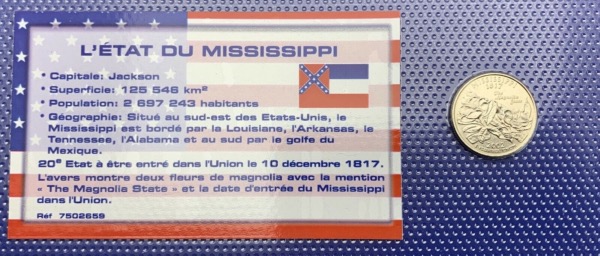 L'ÉTAT DU MISSISSIPPI
• Capitale: Jackson
• Superficie: 125 546 km²
• Population: 2 697 243 habitants
• Géographie: Situé au sud-est des Etats-Unis, le
Mississippi est bordé par la Louisiane, l'Arkansas, le
Tennessee, l'Alabama et au sud par le golfe du
Mexique.
20e Etat à être entré dans l'Union le 10 décembre 1817.
L'avers montre deux fleurs de magnolia avec la mention
« The Magnolia State » et la date d'entrée du Mississippi
dans l'Union.
Réf 7502659
MISSISSIPPI
1817